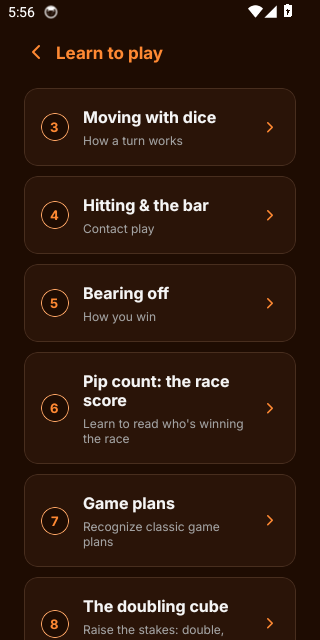 5:56
Learn to play
3
Moving with dice
How a turn works
4
Hitting & the bar
Contact play
5
Bearing off
How you win
6
Pip count: the race
score
Learn to read who's winning
the race
7
Game plans
Recognize classic game
plans
8
The doubling cube
Raise the stakes: double,